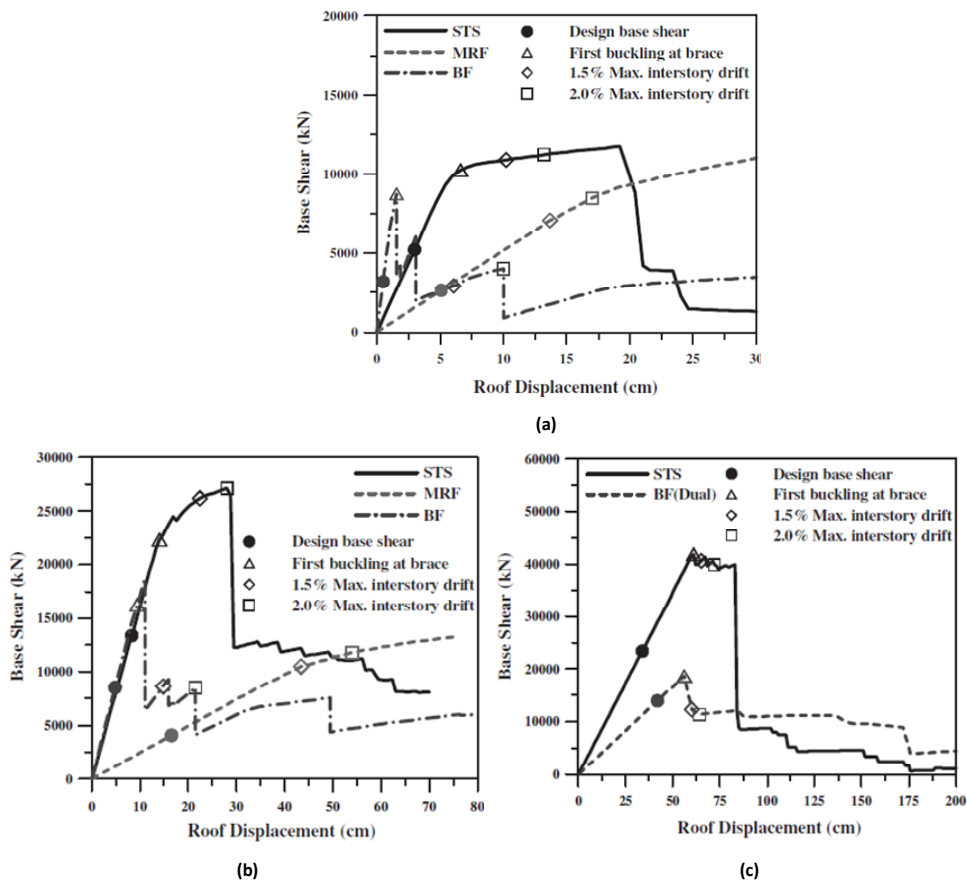 20000
15000
10000
5000
0
Base Shear (kN)
STS
MRF
BF
Design base shear
First buckling at brace
1.5% Max. interstory drift
2.0% Max. interstory drift
0 5 10 15 20 25 30
Roof Displacement (cm)
(a)
30000
25000
22500
17500
15000
12500
10000
7500
5000
2500
0
Base Shear (kN)
STS
MRF
BF
Design base shear
First buckling at brace
1.5% Max. interstory drift
2.0% Max. interstory drift
0 10 20 30 40 50 60 70 80
Roof Displacement (cm)
(b)
60000
50000
40000
30000
20000
10000
0
Base Shear (kN)
STS
BF(Dual)
Design base shear
First buckling at brace
1.5% Max. interstory drift
2.0% Max. interstory drift
0 25 50 75 100 125 150 175 200
Roof Displacement (cm)
(c)